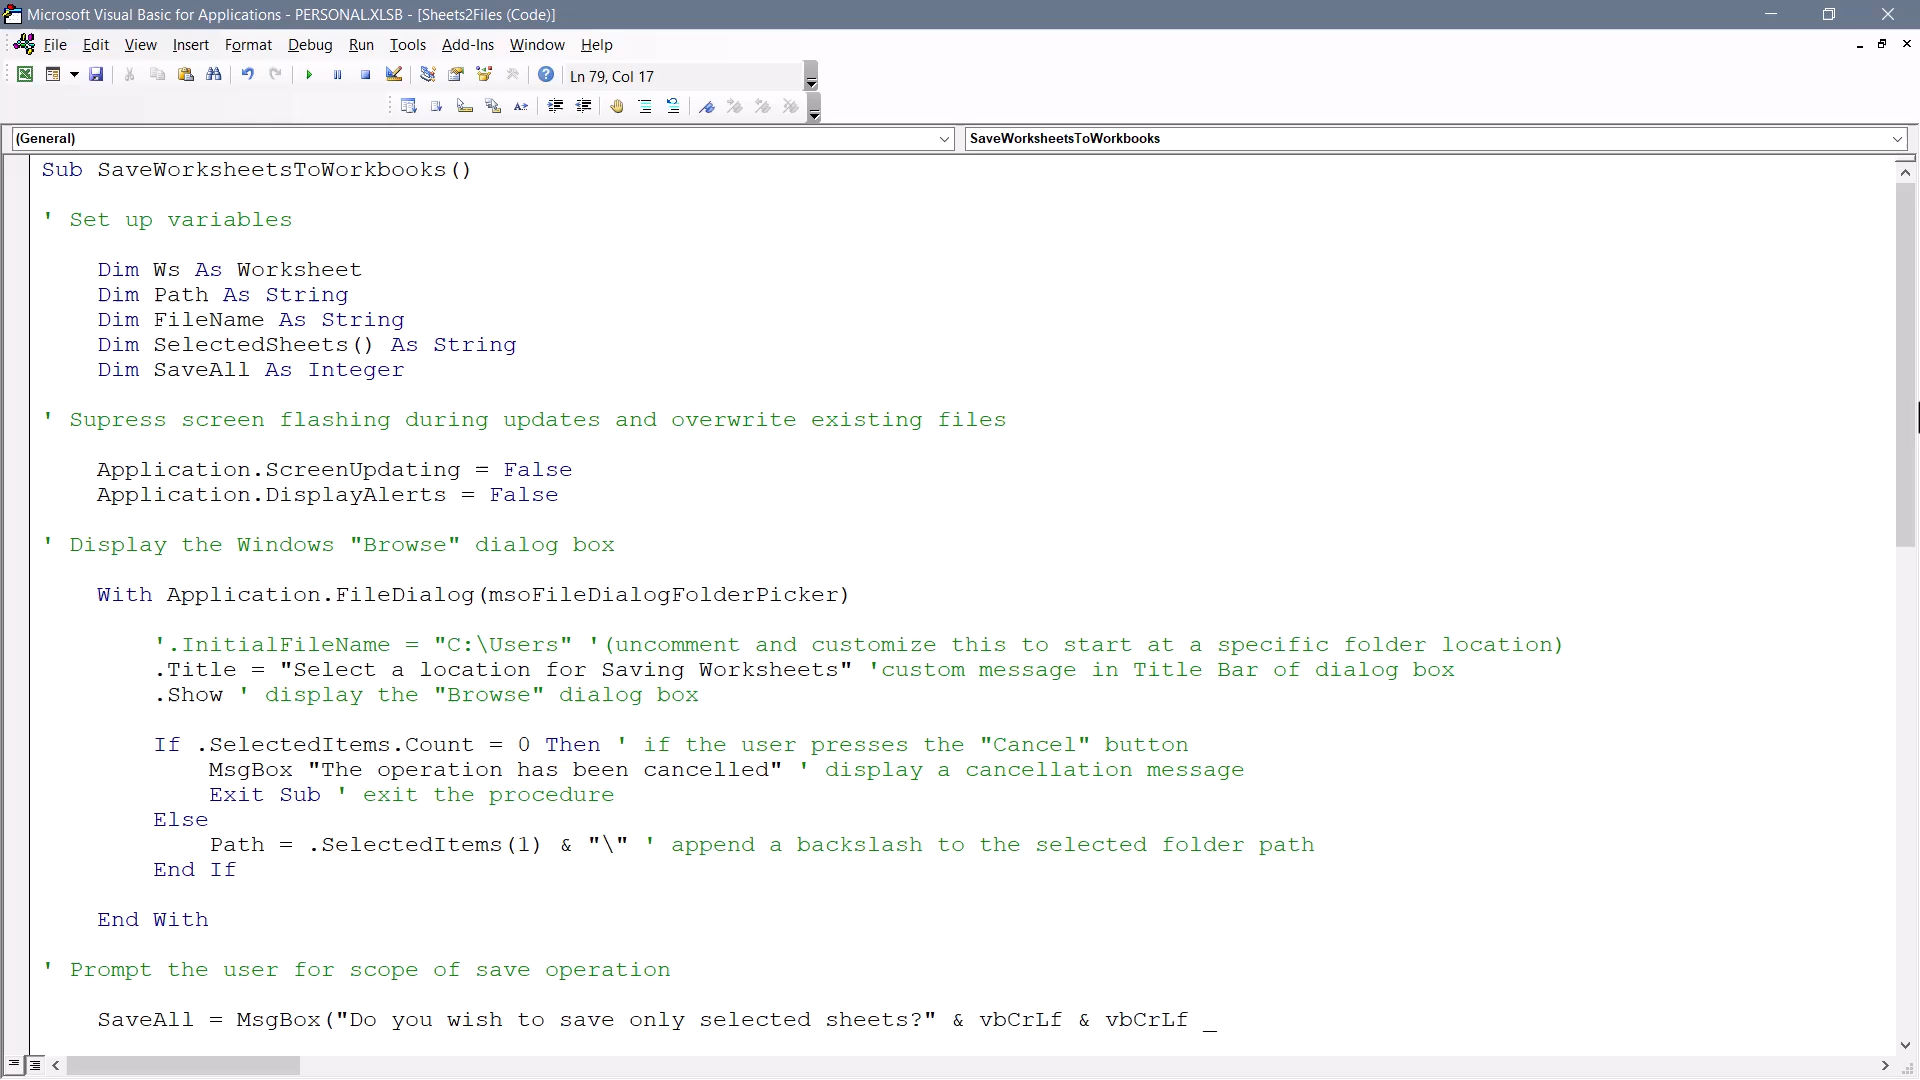 Microsoft Visual Basic for Applications - PERSONAL.XLSB - [Sheets2Files (Code)]
File Edit View Insert Format Debug Run Tools Add-Ins Window Help
Ln 79, Col 17
(General) SaveWorksheetsToWorkbooks
Sub SaveWorksheetsToWorkbooks()
' Set up variables
Dim Ws As Worksheet
Dim Path As String
Dim FileName As String
Dim SelectedSheets() As String
Dim SaveAll As Integer
' Supress screen flashing during updates and overwrite existing files
Application.ScreenUpdating = False
Application.DisplayAlerts = False
' Display the Windows "Browse" dialog box
With Application.FileDialog(msoFileDialogFolderPicker)
'.InitialFileName = "C:\Users" '(uncomment and customize this to start at a specific folder location)
.Title = "Select a location for Saving Worksheets" 'custom message in Title Bar of dialog box
.Show ' display the "Browse" dialog box
If .SelectedItems.Count = 0 Then ' if the user presses the "Cancel" button
MsgBox "The operation has been cancelled" ' display a cancellation message
Exit Sub ' exit the procedure
Else
Path = .SelectedItems(1) & "\" ' append a backslash to the selected folder path
End If
End With
' Prompt the user for scope of save operation
SaveAll = MsgBox("Do you wish to save only selected sheets?" & vbCrLf & vbCrLf _